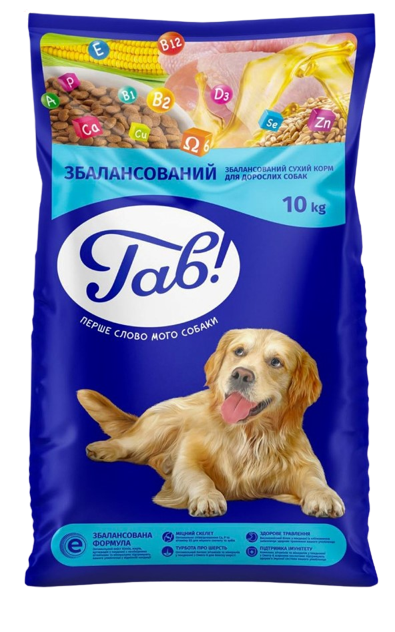 E
B12
P
A
B1
B2
D3
Ca
Cu
Ω 6
Se
Zn
ЗБАЛАНСОВАНИЙ
ЗБАЛАНСОВАНИЙ СУХИЙ КОРМ
ДЛЯ ДОРОСЛИХ СОБАК
10 kg
Гав!
ПЕРШЕ СЛОВО МОГО СОБАКИ
ЗБАЛАНСОВАНА
ФОРМУЛА
МІЦНИЙ СКЕЛЕТ
ТУРБОТА ПРО ШЕРСТЬ
ЗДОРОВЕ ТРАВЛЕННЯ
ПІДТРИМКА ІМУНІТЕТУ